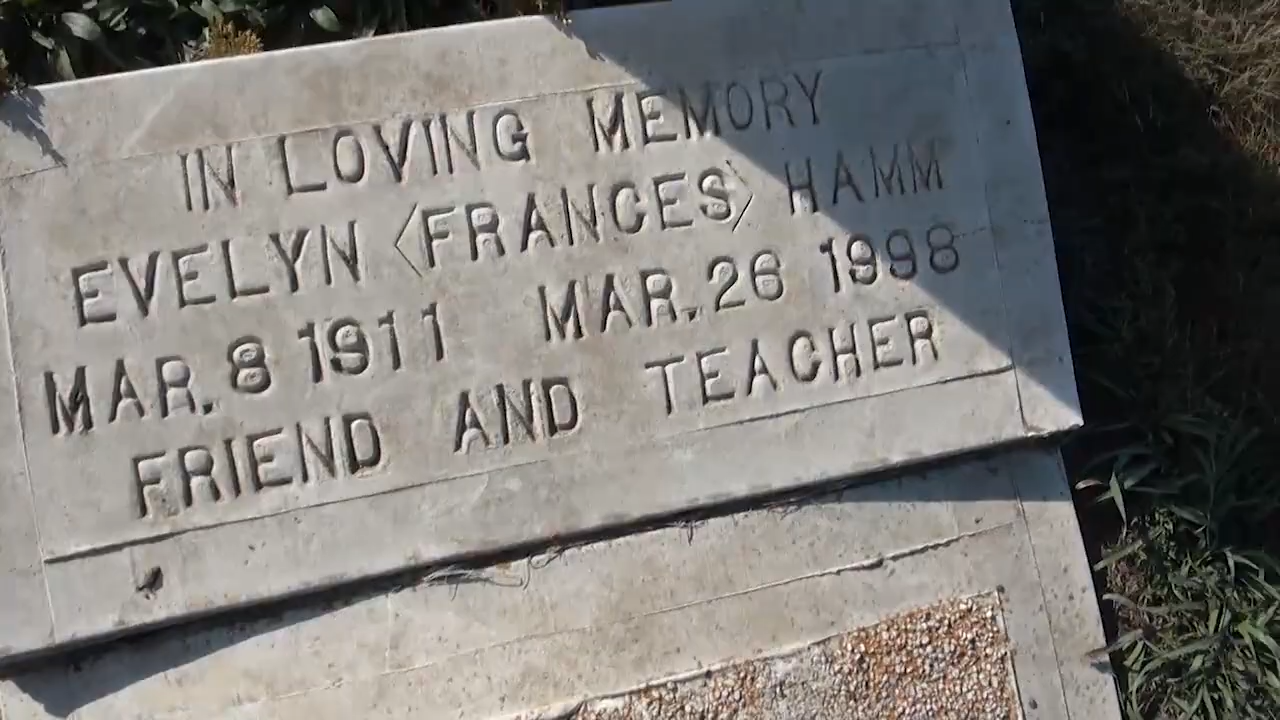 IN LOVING MEMORY
EVELYN <FRANCES> HAMM
MAR. 8 1911 MAR. 26 1998
FRIEND AND TEACHER